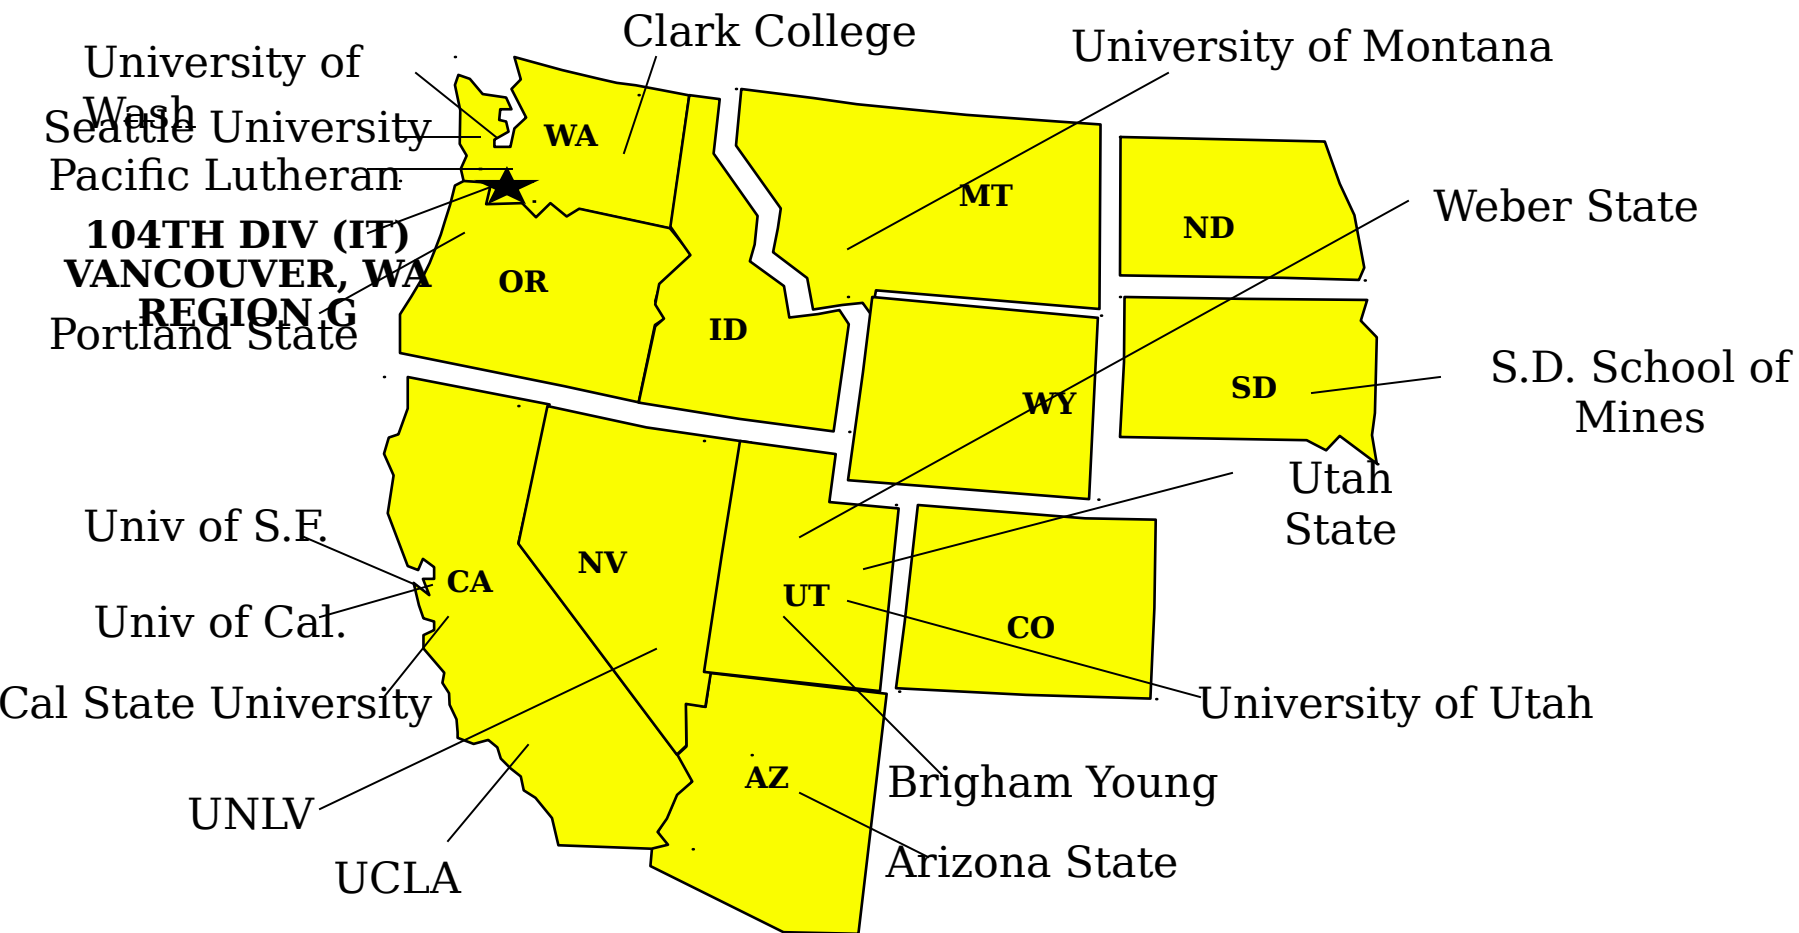 Clark College
University of Montana
University of
Wash
Seattle University
Pacific Lutheran
104TH DIV (IT)
VANCOUVER, WA
REGION G
Portland State
WA
MT
ND
OR
ID
WY
SD
Weber State
S.D. School of
Mines
Utah
State
Univ of S.F.
CA
NV
UT
CO
Univ of Cal.
Cal State University
University of Utah
AZ
Brigham Young
UNLV
Arizona State
UCLA